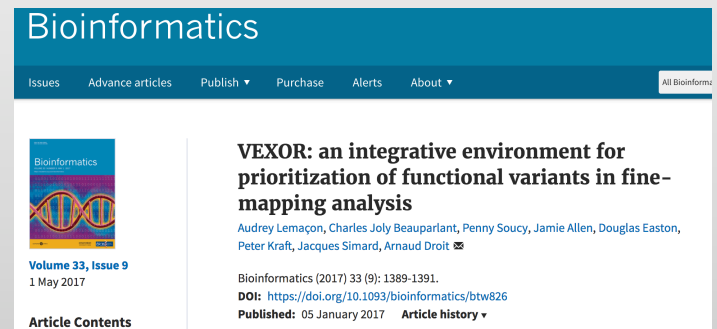 Bioinformatics
Issues Advance articles Publish ▼ Purchase Alerts About ▼ All Bioinforma
Bioinformatics
VEXOR: an integrative environment for
prioritization of functional variants in fine-
mapping analysis
Audrey Lemaçon, Charles Joly Beauparlant, Penny Soucy, Jamie Allen, Douglas Easton,
Peter Kraft, Jacques Simard, Arnaud Droit
Volume 33, Issue 9
1 May 2017
Bioinformatics (2017) 33 (9): 1389-1391.
DOI: https://doi.org/10.1093/bioinformatics/btw826
Published: 05 January 2017 Article history ▾
Article Contents